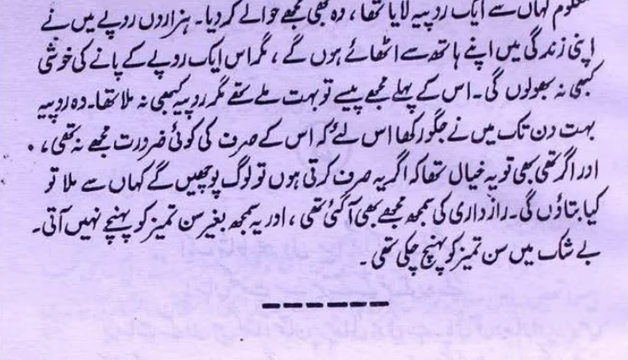 معلوم کہاں سے ایک روپیہ لایا تھا، وہ بھی مجھے حوالے کردیا۔ ہزاروں روپے میں نے
اپنی زندگی میں اپنے ہاتھ سے اٹھائے ہوں گے، مگر اس ایک روپے کے پانے کی خوشی
کبھی نہ بھولوں گی۔ اس کے پہلے مجھے پیسے تو بہت ملے تھے مگر روپیہ کبھی نہ ملا تھا۔ وہ روپیہ
بہت دن تک میں نے جگو رکھا اس لئے کہ اس کے صرف کی کوئی ضرورت مجھے نہ تھی،
اور اگر تھی بھی تو یہ خیال تھا کہ اگر یہ صرف کرتی ہوں تو لوگ پوچھیں گے کہاں سے ملا تو
کیا بتاؤں گی۔ رازداری کی سمجھ مجھے بھی آگئی تھی، اور یہ سمجھ بغیر سن تمیز کو پہنچے نہیں آتی۔
بے شک میں سن تمیز کو پہنچ چکی تھی۔